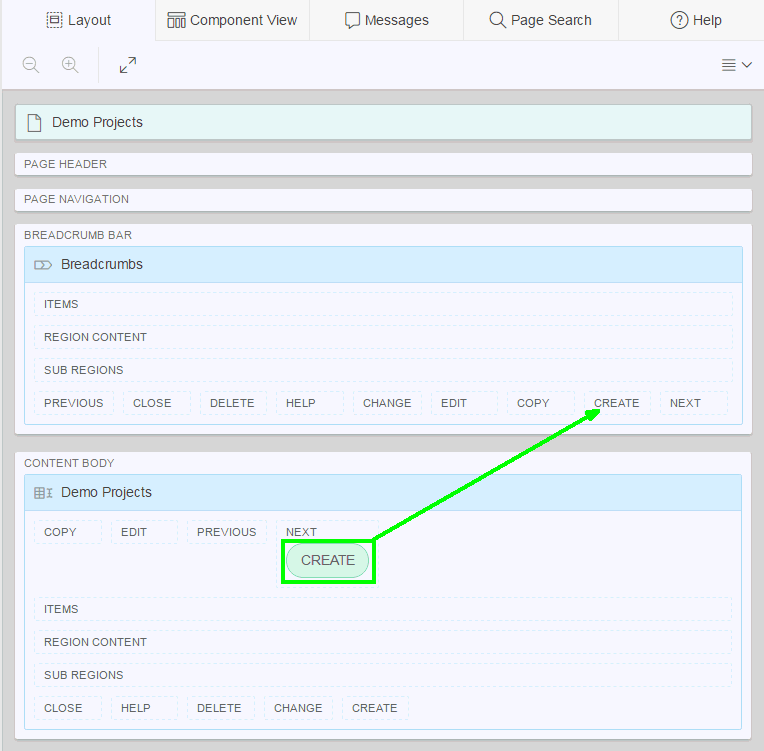 Layout Component View Messages Page Search Help
Demo Projects
PAGE HEADER
PAGE NAVIGATION
BREADCRUMB BAR
Breadcrumbs
ITEMS
REGION CONTENT
SUB REGIONS
PREVIOUS CLOSE DELETE HELP CHANGE EDIT COPY CREATE NEXT
CONTENT BODY
Demo Projects
COPY EDIT PREVIOUS NEXT
CREATE
ITEMS
REGION CONTENT
SUB REGIONS
CLOSE HELP DELETE CHANGE CREATE